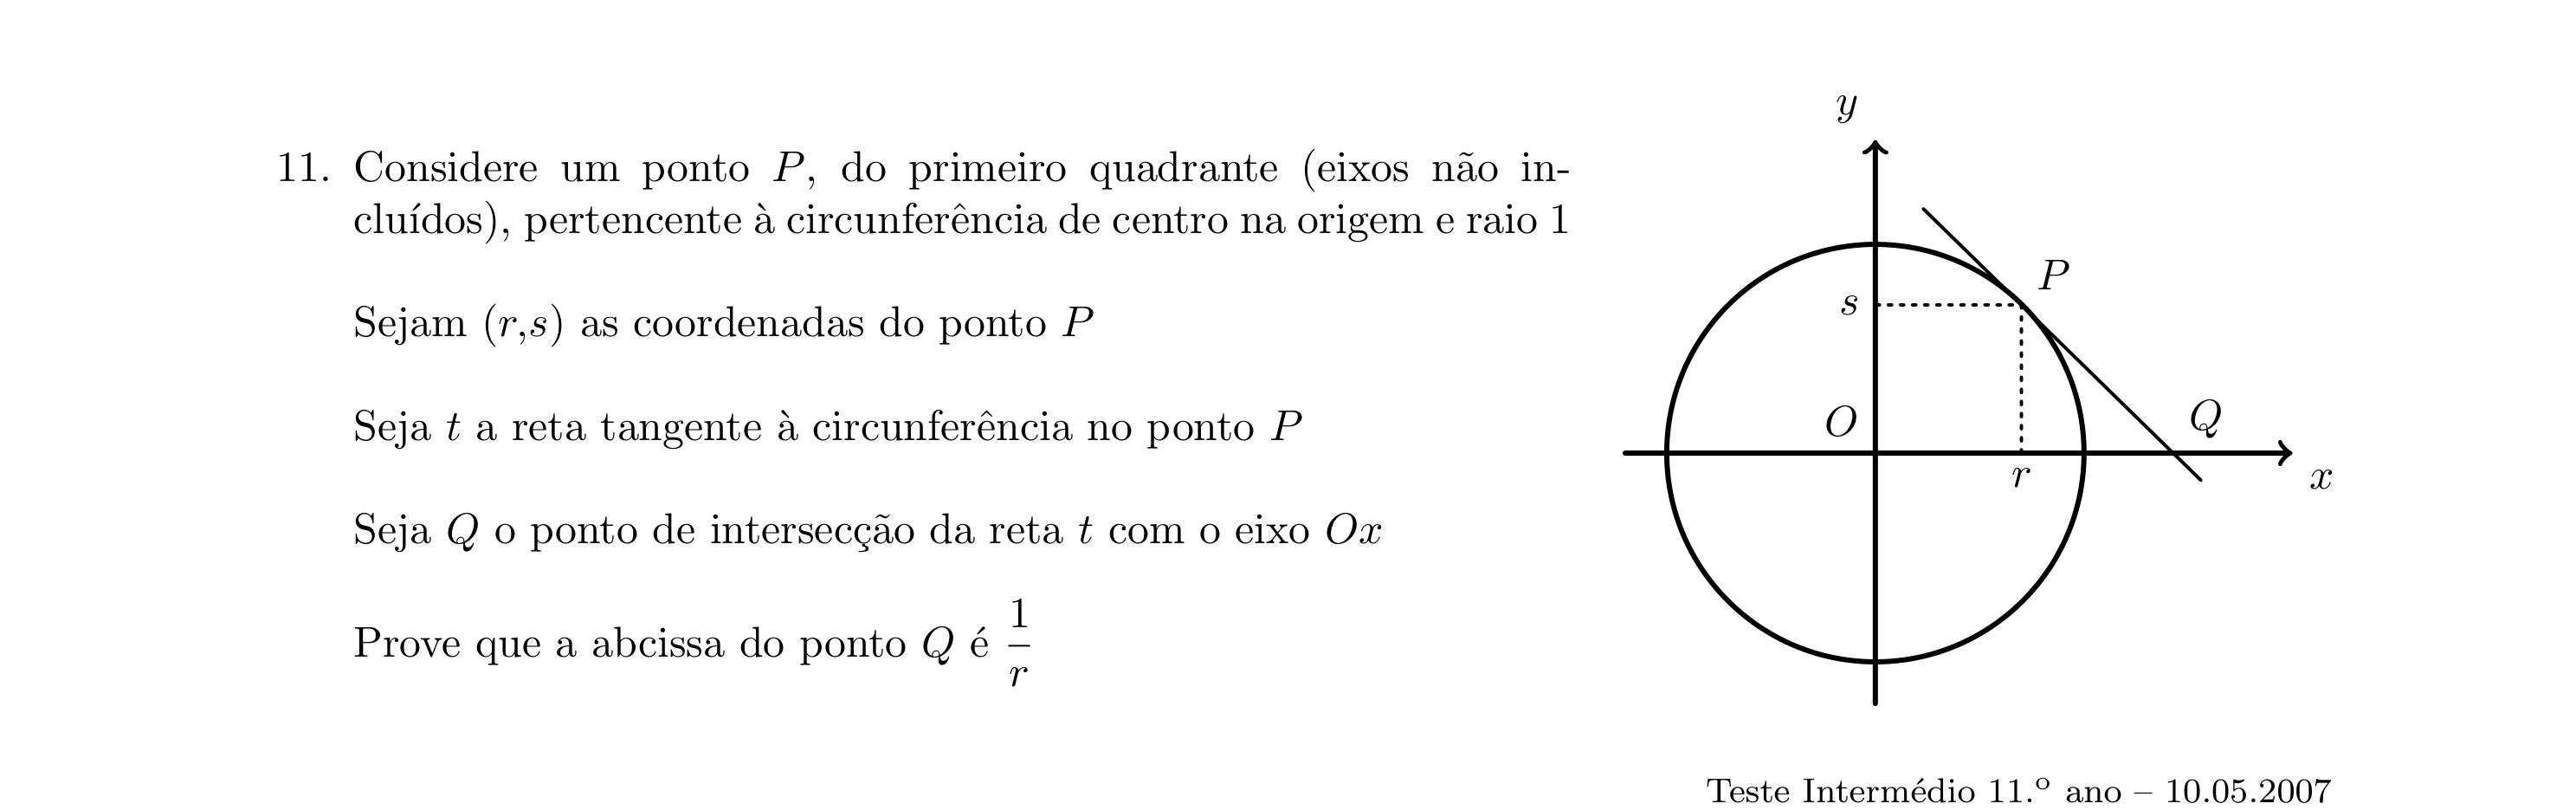 11. Considere um ponto P, do primeiro quadrante (eixos não in-
cluídos), pertencente à circunferência de centro na origem e raio 1
Sejam (r,s) as coordenadas do ponto P
Seja t a reta tangente à circunferência no ponto P
Seja Q o ponto de intersecção da reta t com o eixo Ox
Prove que a abcissa do ponto Q é 1/r
y
P
s
O
Q
r
x
Teste Intermédio 11.º ano – 10.05.2007